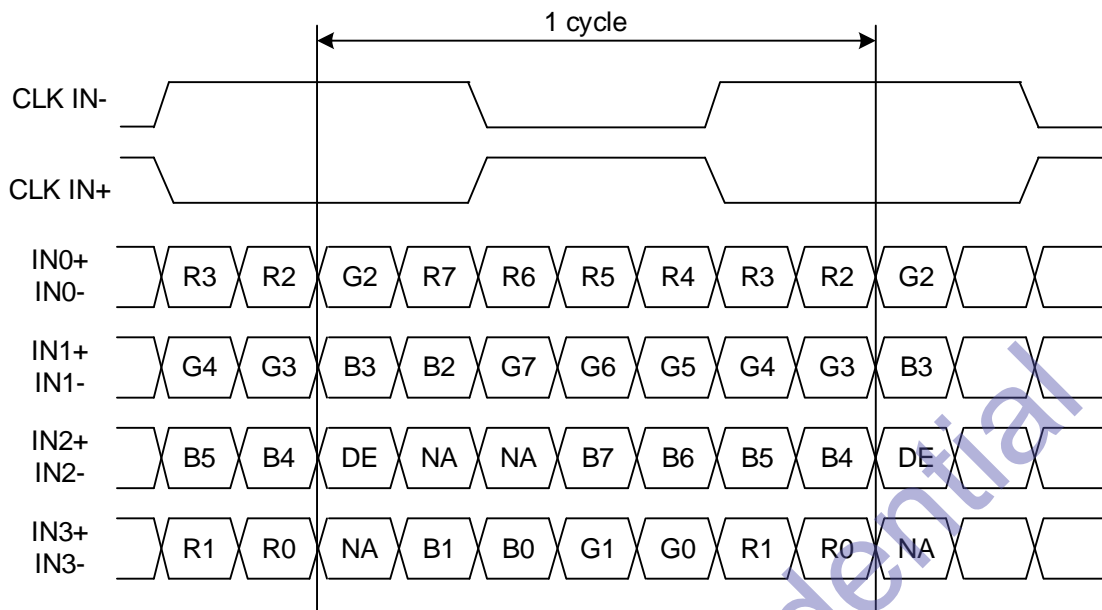 1 cycle
CLK IN-
CLK IN+
IN0+
IN0-
R3 R2 G2 R7 R6 R5 R4 R3 R2 G2
IN1+
IN1-
G4 G3 B3 B2 G7 G6 G5 G4 G3 B3
IN2+
IN2-
B5 B4 DE NA NA B7 B6 B5 B4 DE
IN3+
IN3-
R1 R0 NA B1 B0 G1 G0 R1 R0 NA
dential